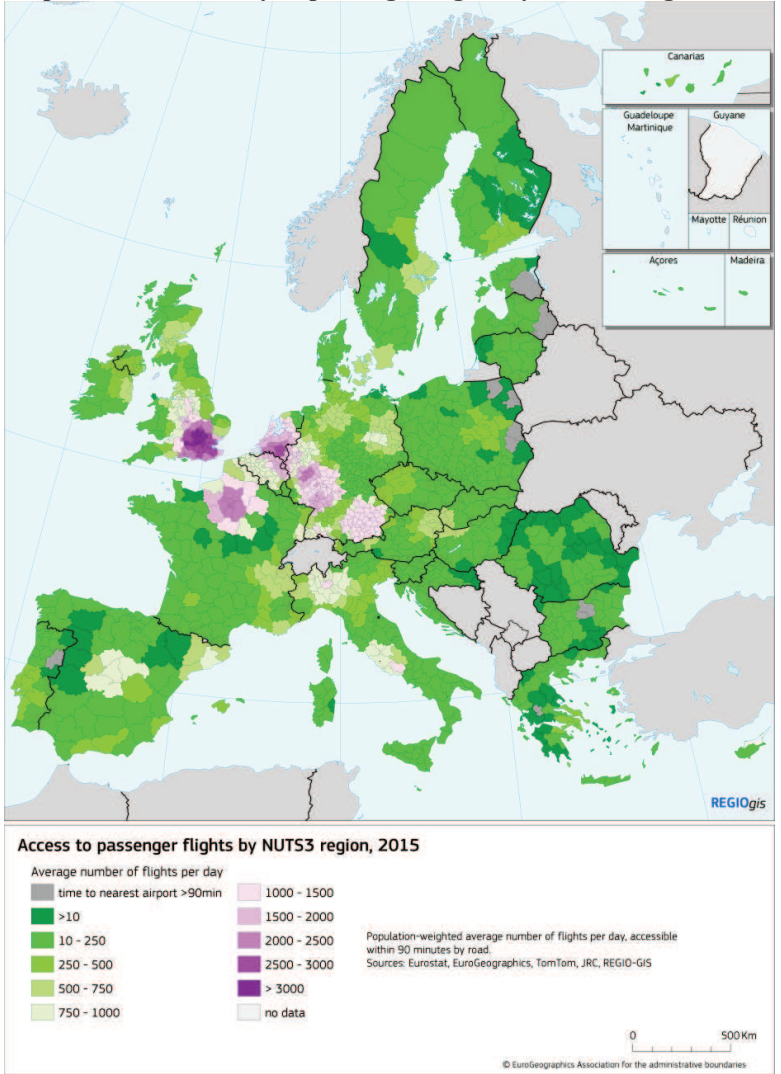 Canarias
Guadeloupe
Martinique
Guyane
Mayotte
Réunion
Açores
Madeira
REGIOgis
Access to passenger flights by NUTS3 region, 2015
Average number of flights per day
time to nearest airport >90min
>10
10 - 250
250 - 500
500 - 750
750 - 1000
1000 - 1500
1500 - 2000
2000 - 2500
2500 - 3000
> 3000
no data
Population-weighted average number of flights per day, accessible
within 90 minutes by road.
Sources: Eurostat, EuroGeographics, TomTom, JRC, REGIO-GIS
0 500 Km
© EuroGeographics Association for the administrative boundaries